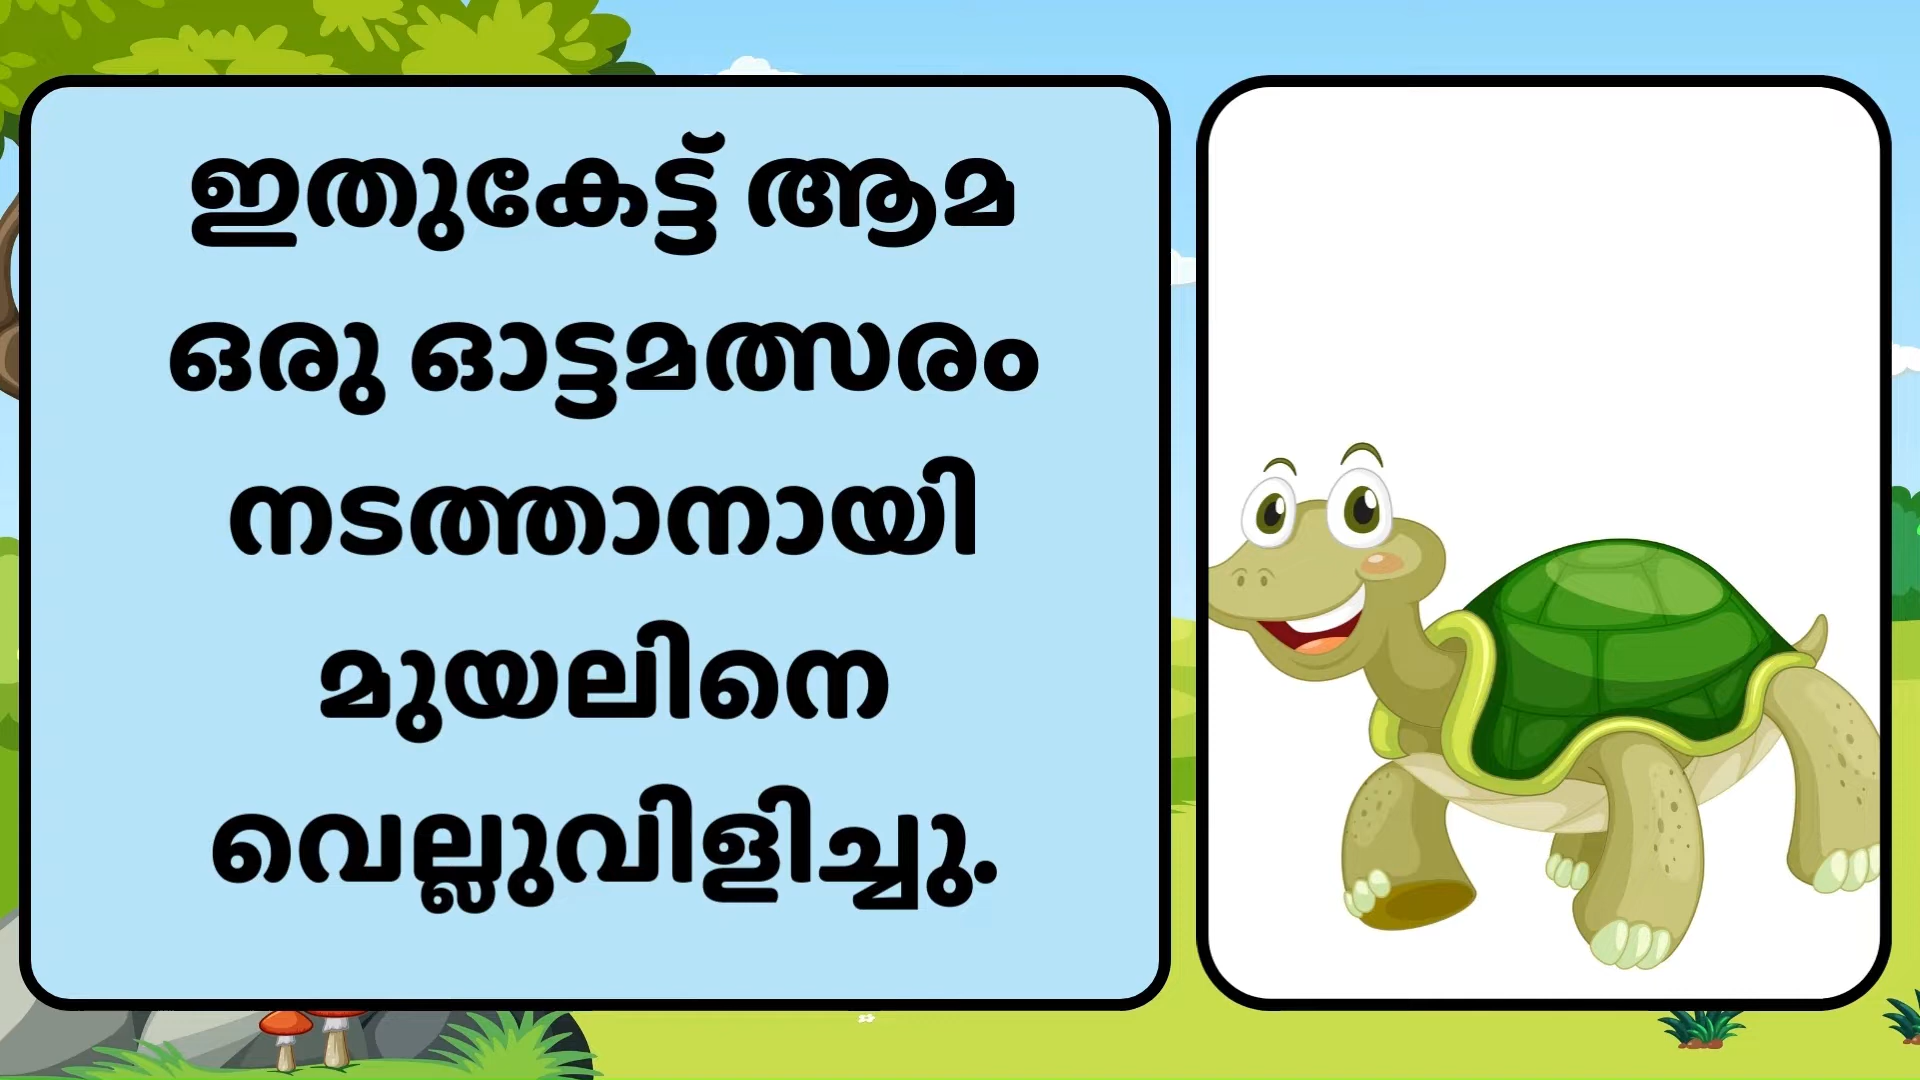 ഇതുകേട്ട് ആമ
ഒരു ഓട്ടമത്സരം
നടത്താനായി
മുയലിനെ
വെല്ലുവിളിച്ചു.